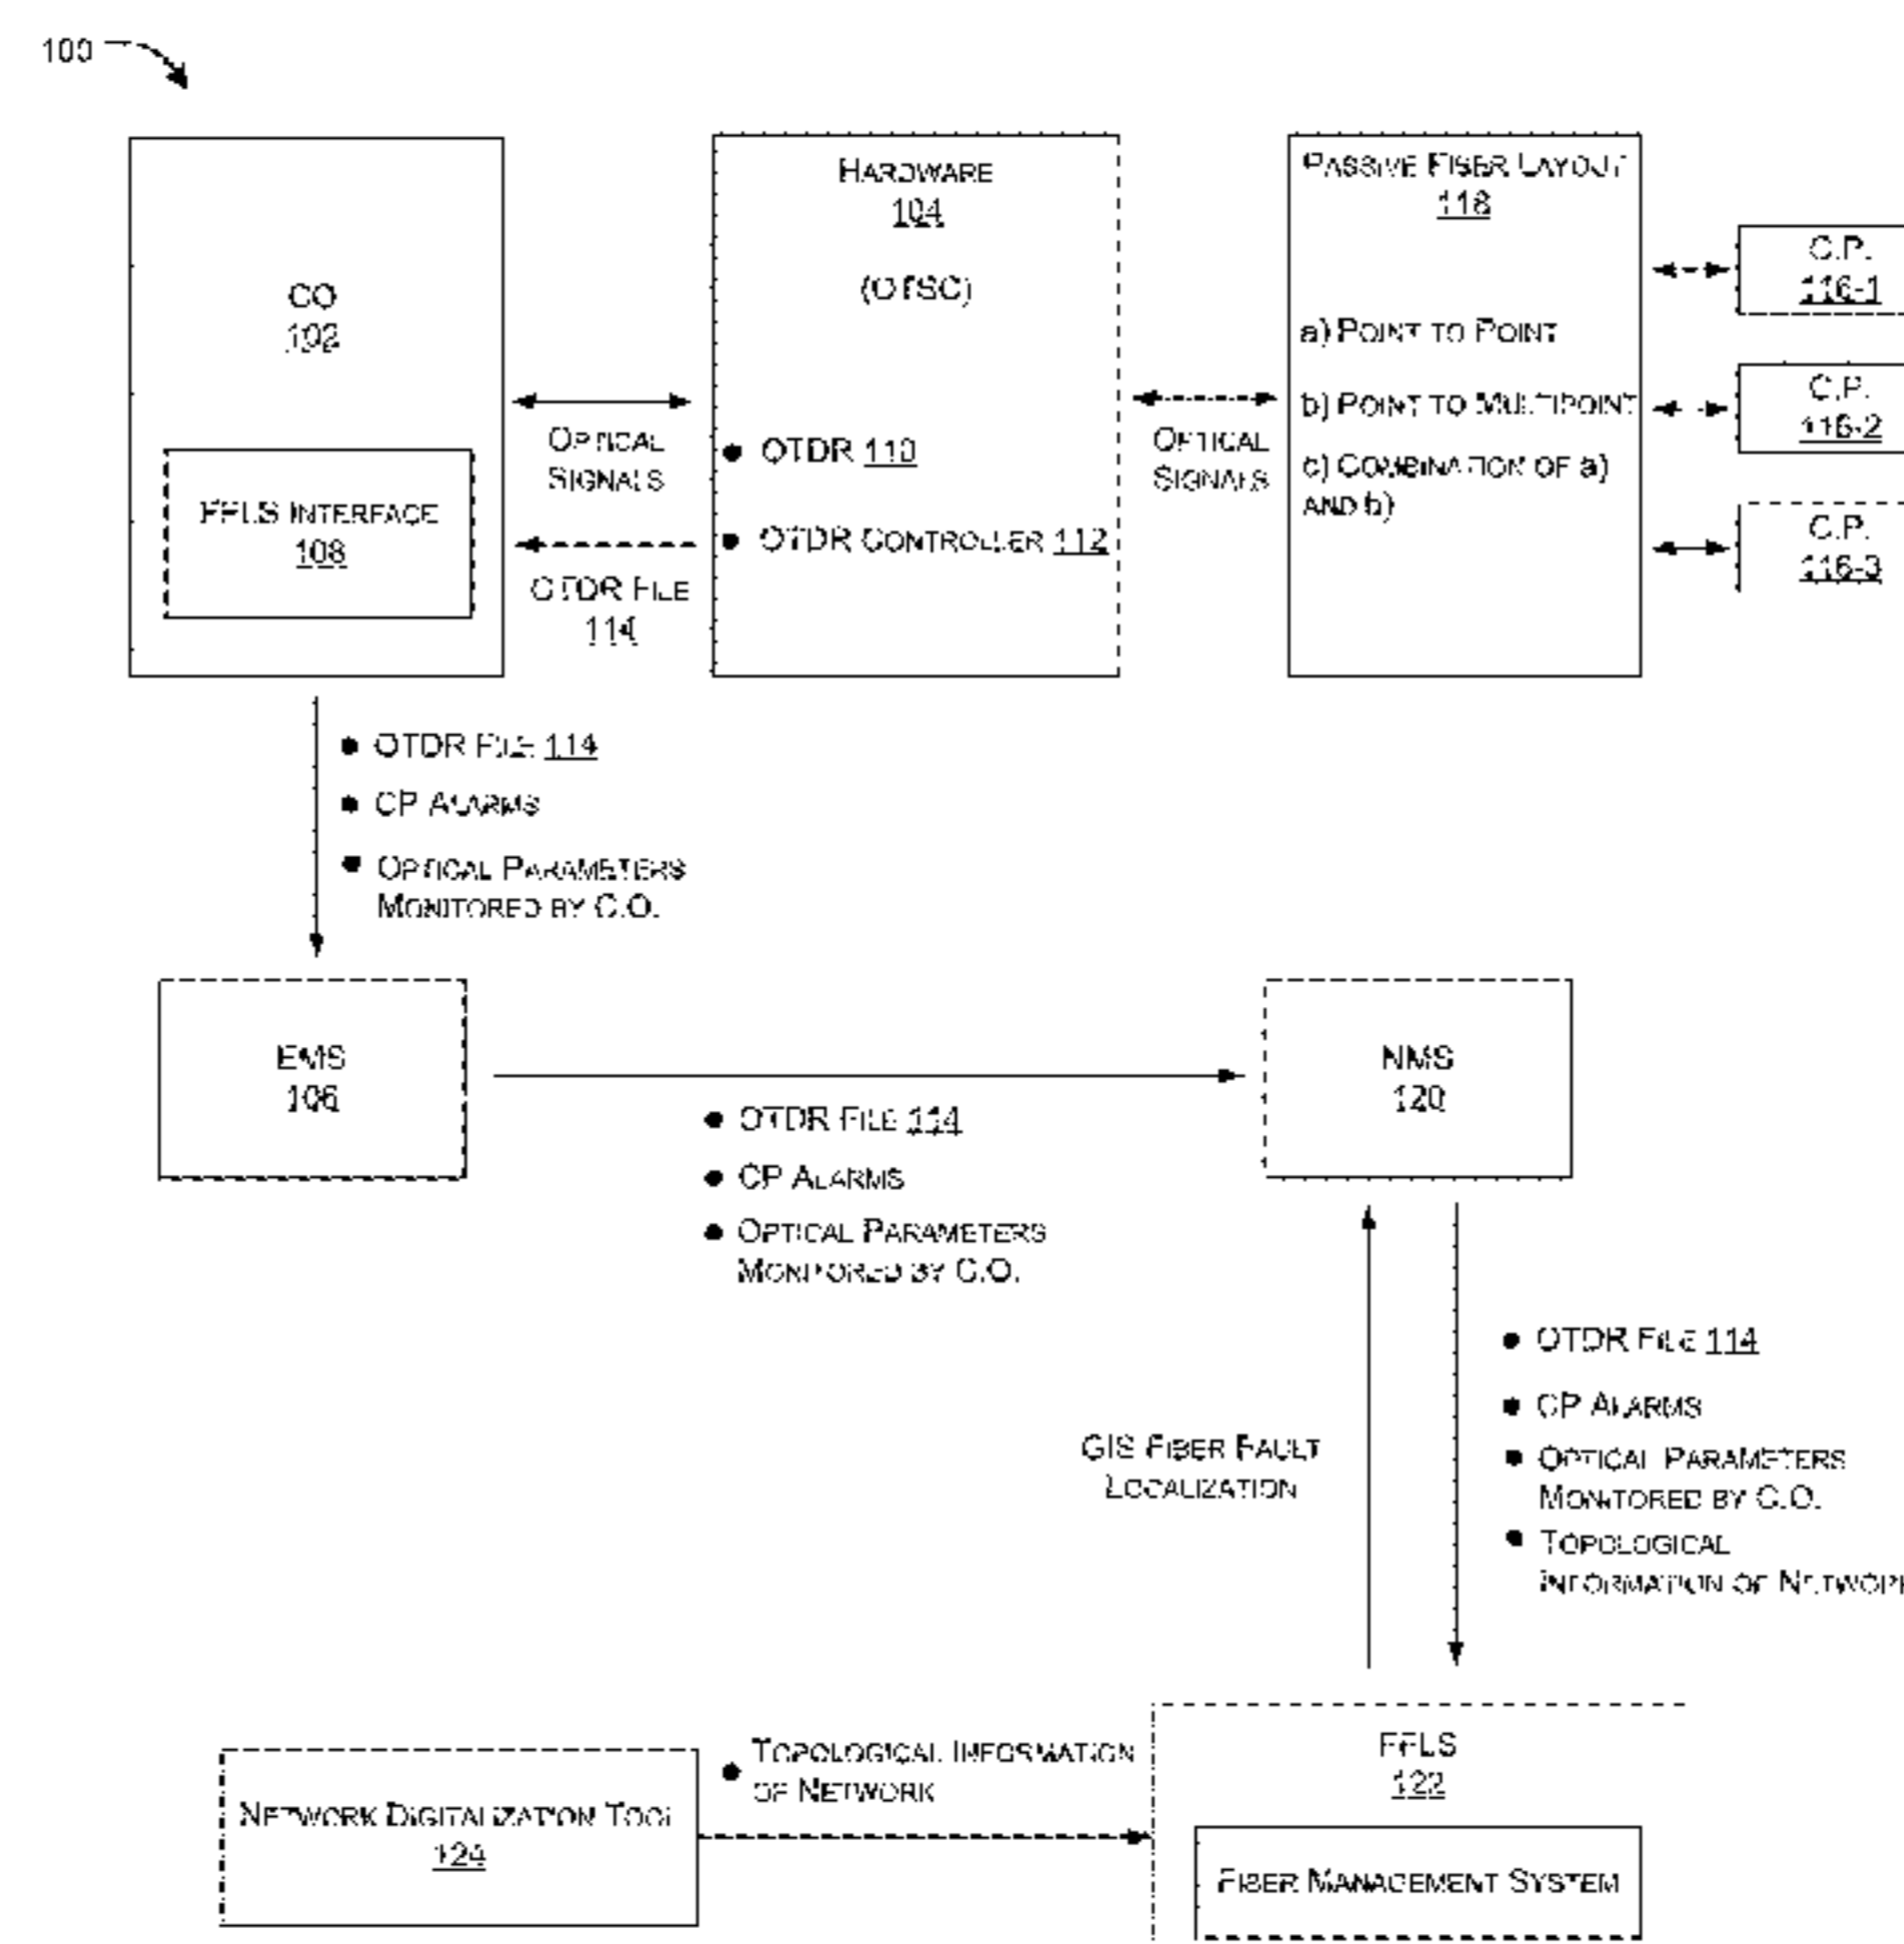 100
CO
102
FFLS INTERFACE
108
OPTICAL
SIGNALS
OTDR FILE
114
HARDWARE
104
(OTSC)
OTDR 110
OTDR CONTROLLER 112
OPTICAL
SIGNALS
PASSIVE FIBER LAYOUT
118
a) POINT TO POINT
b) POINT TO MULTIPOINT
c) COMBINATION OF a)
AND b)
C.P.
116-1
C.P.
116-2
C.P.
116-3
OTDR FILE 114
CP ALARMS
OPTICAL PARAMETERS
MONITORED BY C.O.
EMS
106
OTDR FILE 114
CP ALARMS
OPTICAL PARAMETERS
MONITORED BY C.O.
NMS
120
GIS FIBER FAULT
LOCALIZATION
OTDR FILE 114
CP ALARMS
OPTICAL PARAMETERS
MONITORED BY C.O.
TOPOLOGICAL
INFORMATION OF NETWORK
NETWORK DIGITALIZATION TOOL
124
TOPOLOGICAL INFORMATION
OF NETWORK
FFLS
122
FIBER MANAGEMENT SYSTEM